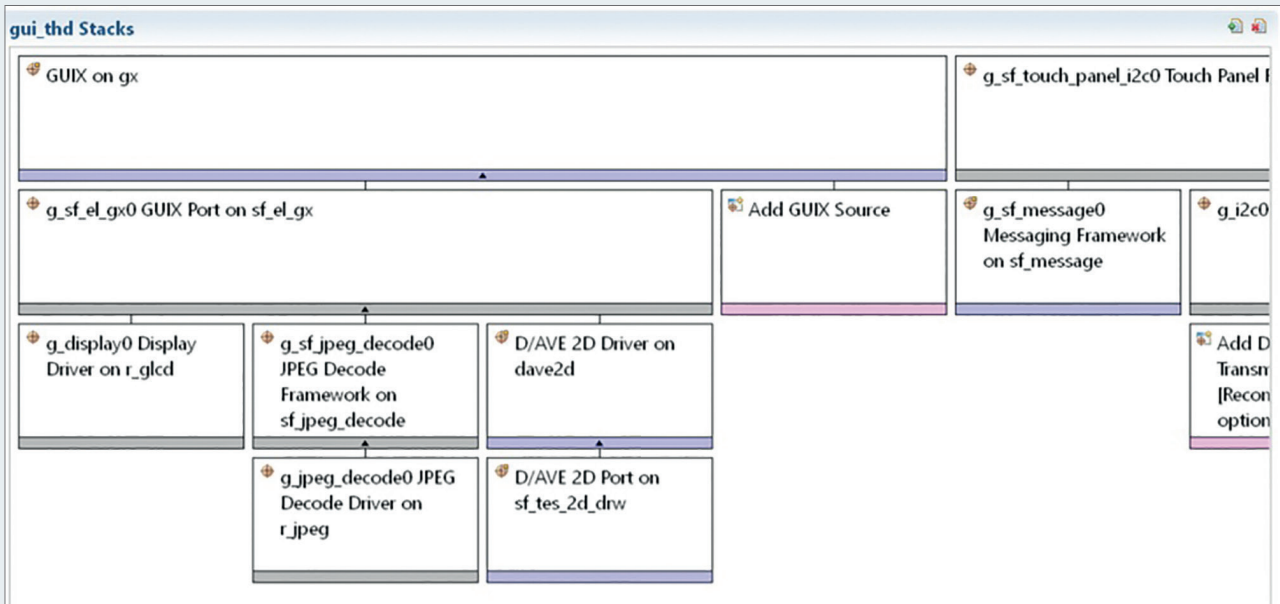 gui_thd Stacks
GUIX on gx
g_sf_touch_panel_i2c0 Touch Panel
g_sf_el_gx0 GUIX Port on sf_el_gx
Add GUIX Source
g_sf_message0
Messaging Framework
on sf_message
g_i2c0
g_display0 Display
Driver on r_glcd
g_sf_jpeg_decode0
JPEG Decode
Framework on
sf_jpeg_decode
D/AVE 2D Driver on
dave2d
Add D
Transm
[Recon
option
g_jpeg_decode0 JPEG
Decode Driver on
r_jpeg
D/AVE 2D Port on
sf_tes_2d_drw